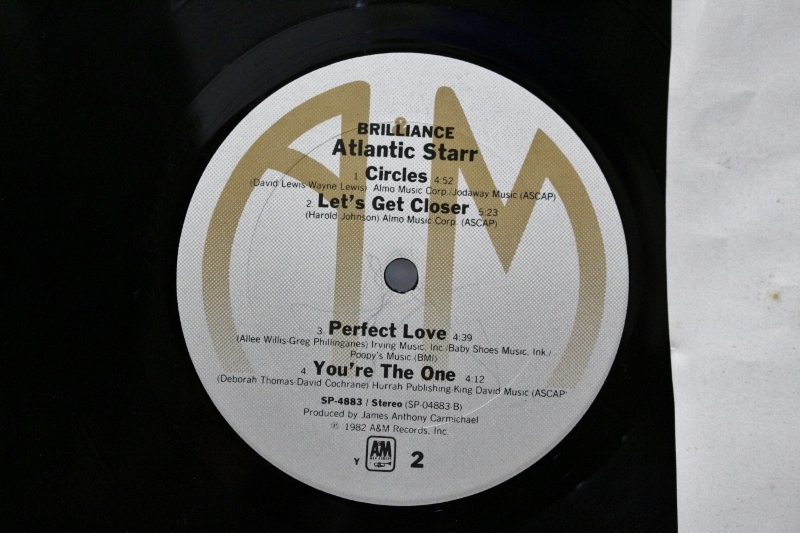 BRILLIANCE
Atlantic Starr
1. Circles 4:52
(David Lewis-Wayne Lewis) Almo Music Corp./Jodaway Music (ASCAP)
2. Let's Get Closer 5:23
(Harold Johnson) Almo Music Corp. (ASCAP)
3. Perfect Love 4:39
(Allee Willis-Greg Phillinganes) Irving Music, Inc./Baby Shoes Music, Ink./
Poopy's Music (BMI)
4. You're The One 4:12
(Deborah Thomas-David Cochrane) Hurrah Publishing-King David Music (ASCAP
SP-4883 / Stereo (SP-04883-B)
Produced by James Anthony Carmichael
℗ 1982 A&M Records, Inc.
Y A&M 2